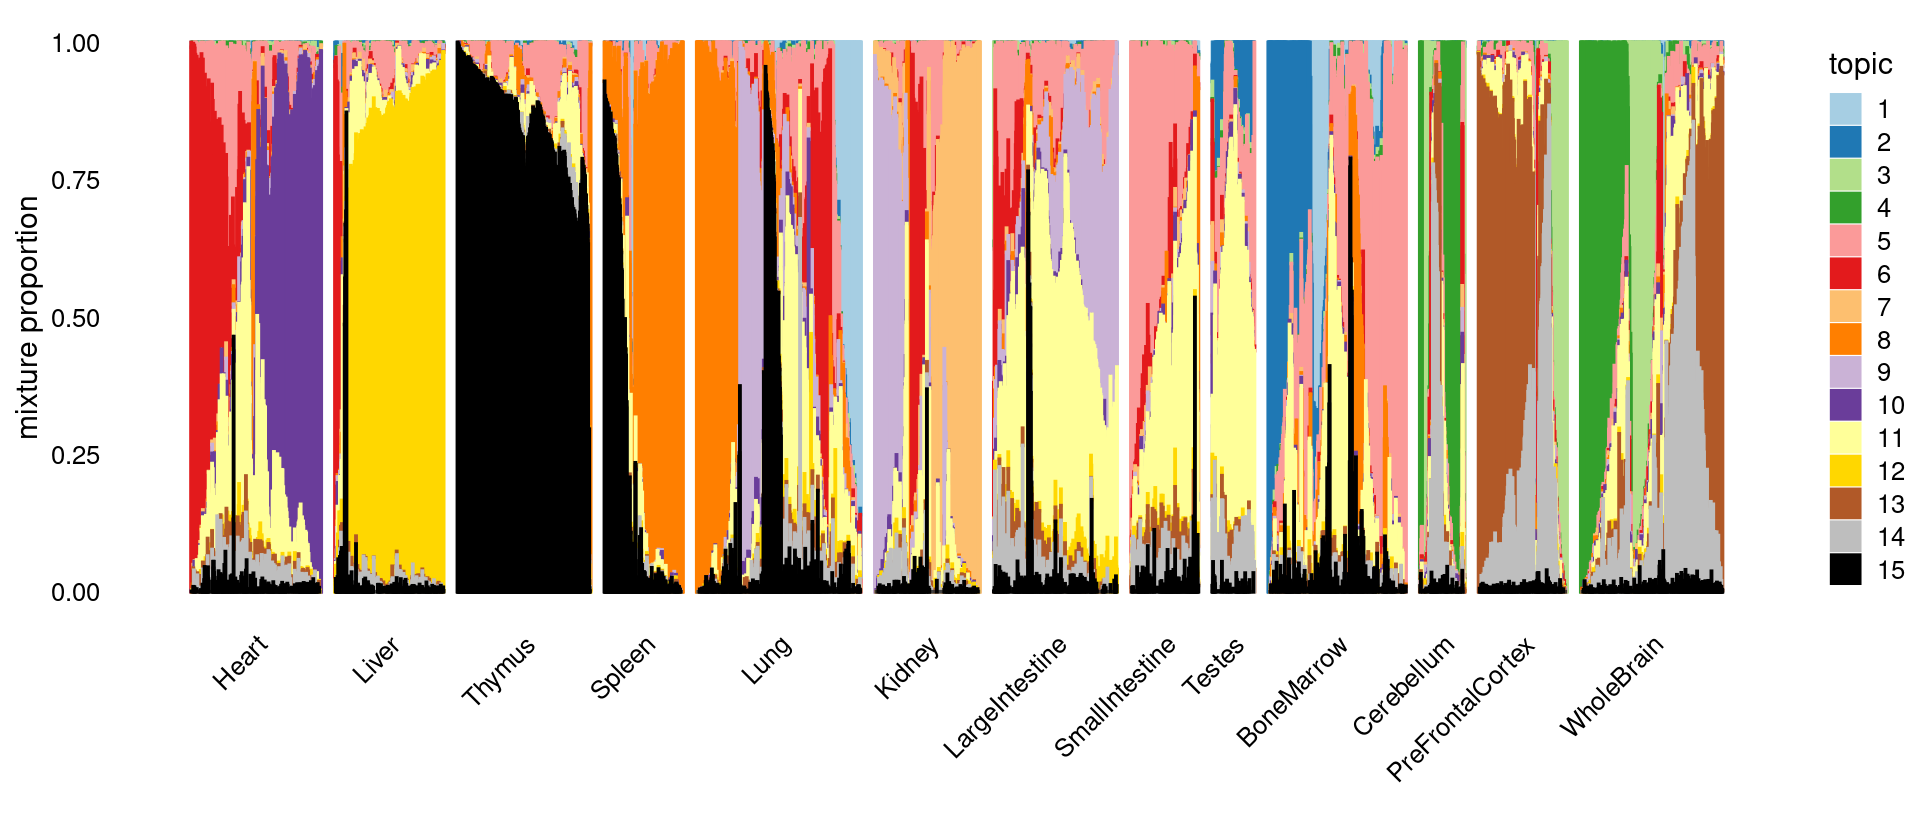 1.00
0.75
0.50
0.25
0.00
mixture proportion
Heart
Liver
Thymus
Spleen
Lung
Kidney
LargeIntestine
SmallIntestine
Testes
BoneMarrow
Cerebellum
PreFrontalCortex
WholeBrain
topic
1
2
3
4
5
6
7
8
9
10
11
12
13
14
15